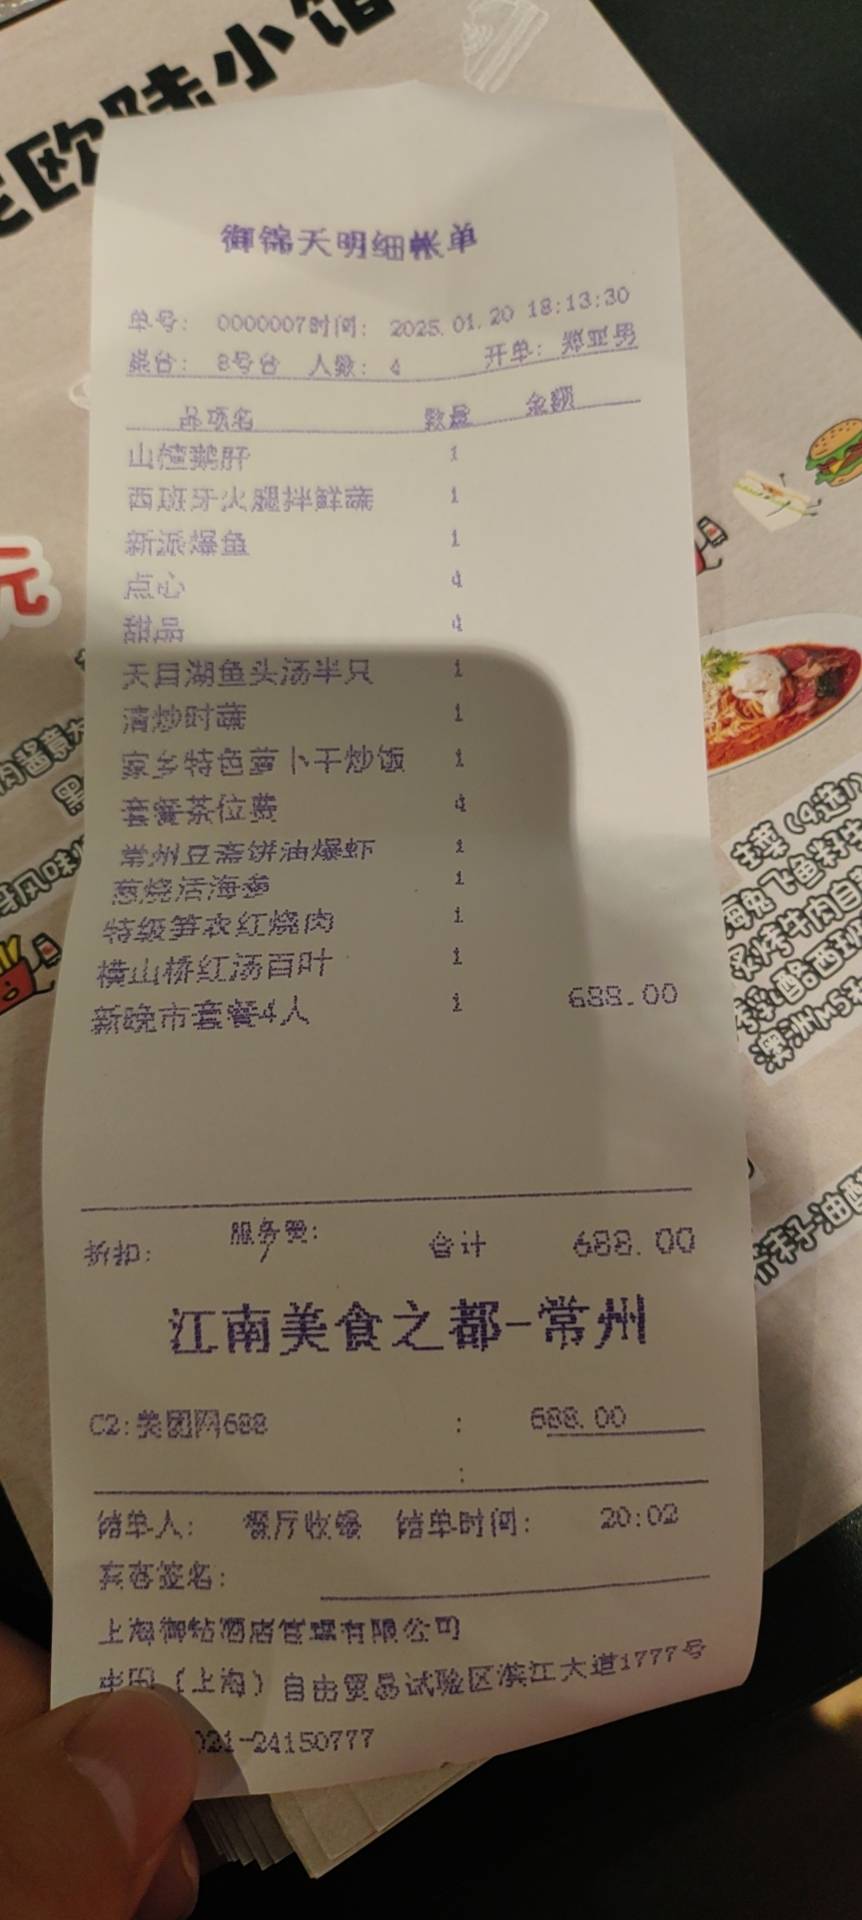 欧味小馆
御锦天明细帐单
单号： 0000007时间： 2025.01.20 18:13:30
桌台： 8号台 人数： 4 开单： 郑亚男
品项名 数量 金额
山楂鹅肝 1
西班牙火腿拌鲜蔬 1
新派爆鱼 1
点心 4
甜品 4
天目湖鱼头汤半只 1
清炒时蔬 1
家乡特色萝卜干炒饭 1
套餐茶位费 4
常州豆斋饼油爆虾 1
葱烧活海参 1
特级笋衣红烧肉 1
横山桥红汤百叶 1
新晚市套餐4人 1 688.00
折扣： 服务费： / 合计 688.00
江南美食之都-常州
C2:美团网688 : 688.00
:
结单人： 餐厅收银 结单时间： 20:02
宾客签名：
上海御钻酒店管理有限公司
中国（上海）自由贸易试验区滨江大道1777号
021-24150777
元
主菜（4选1